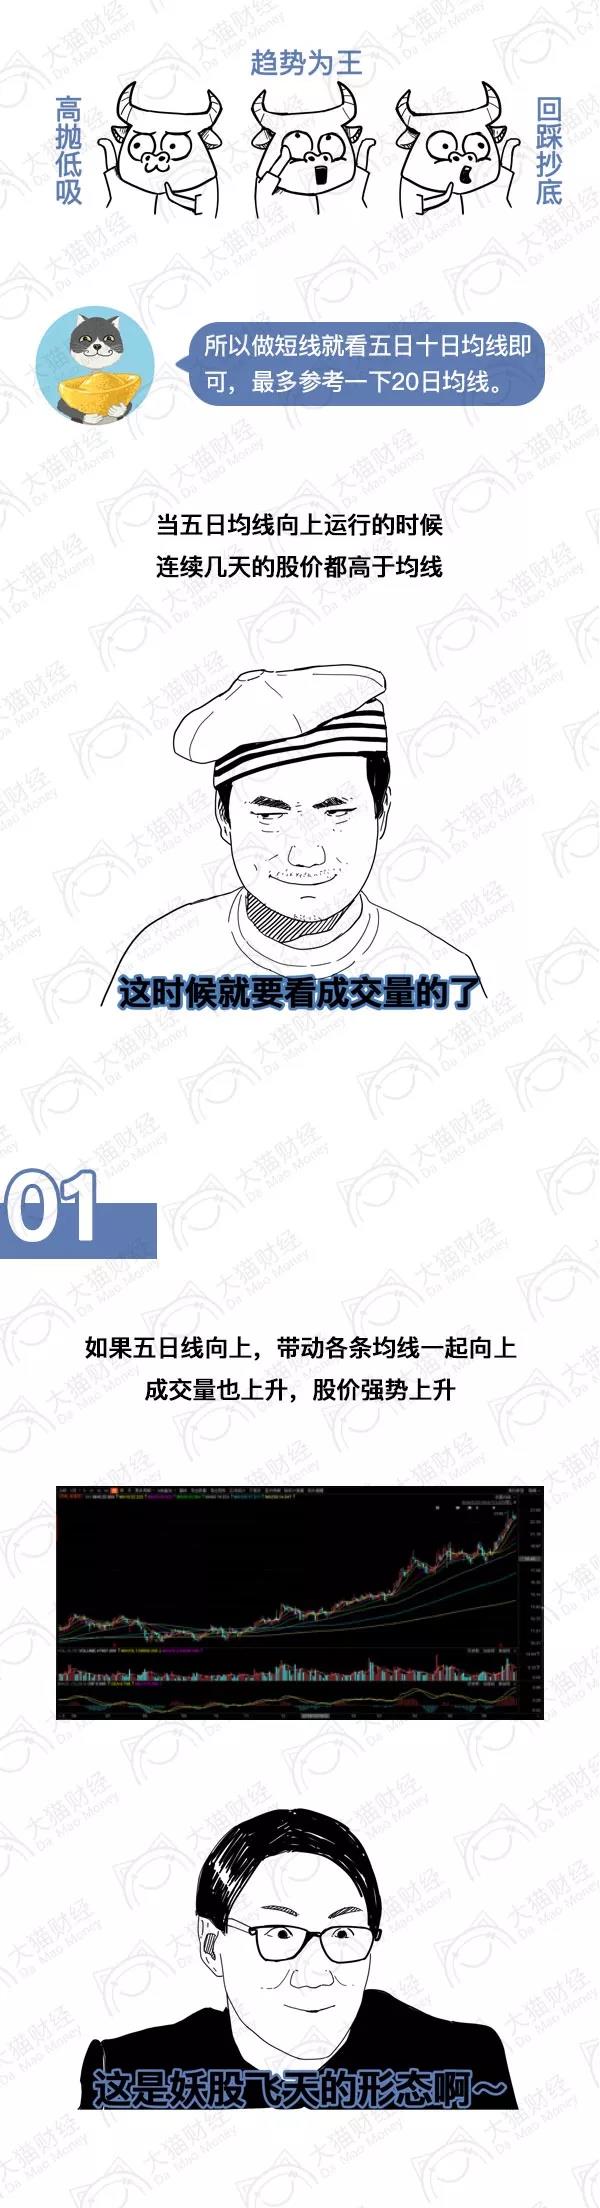 趋势为王
高抛低吸
回踩抄底
所以做短线就看五日十日均线即
可，最多参考一下20日均线。
当五日均线向上运行的时候
连续几天的股价都高于均线
这时候就要看成交量的了
01
如果五日线向上，带动各条均线一起向上
成交量也上升，股价强势上升
这是妖股飞天的形态啊～
大猫财经
Da Mao Money